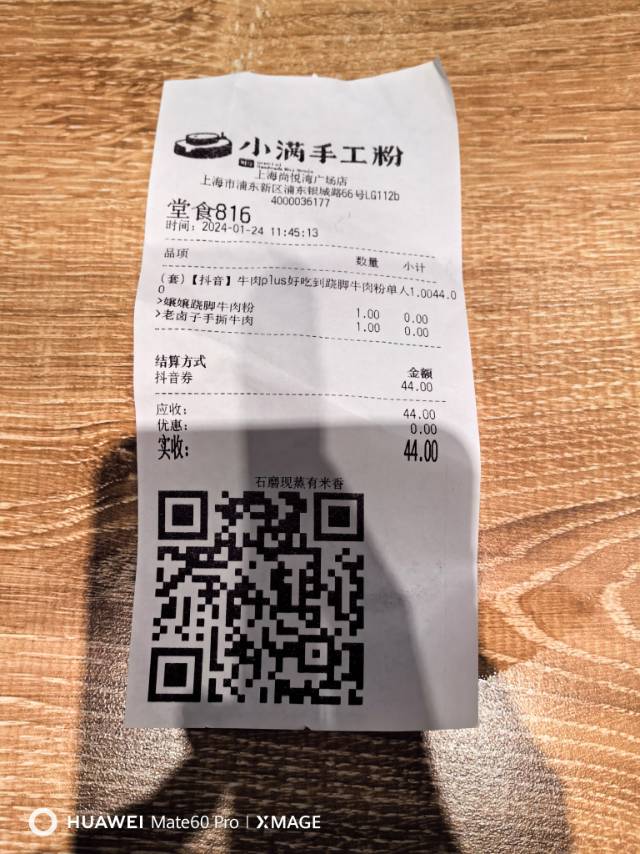 小满手工粉
上海尚悦湾广场店
上海市浦东新区浦东银城路66号LG112b
4000036177
堂食816
时间: 2024-01-24 11:45:13
品项 数量 小计
(套)【抖音】牛肉plus好吃到跷脚牛肉粉单人1.0044.0
0
>孃孃跷脚牛肉粉 1.00 0.00
>老卤子手撕牛肉 1.00 0.00
结算方式 金额
抖音券 44.00
应收: 44.00
优惠: 0.00
实收: 44.00
石磨现蒸有米香
HUAWEI Mate60 Pro | XMAGE